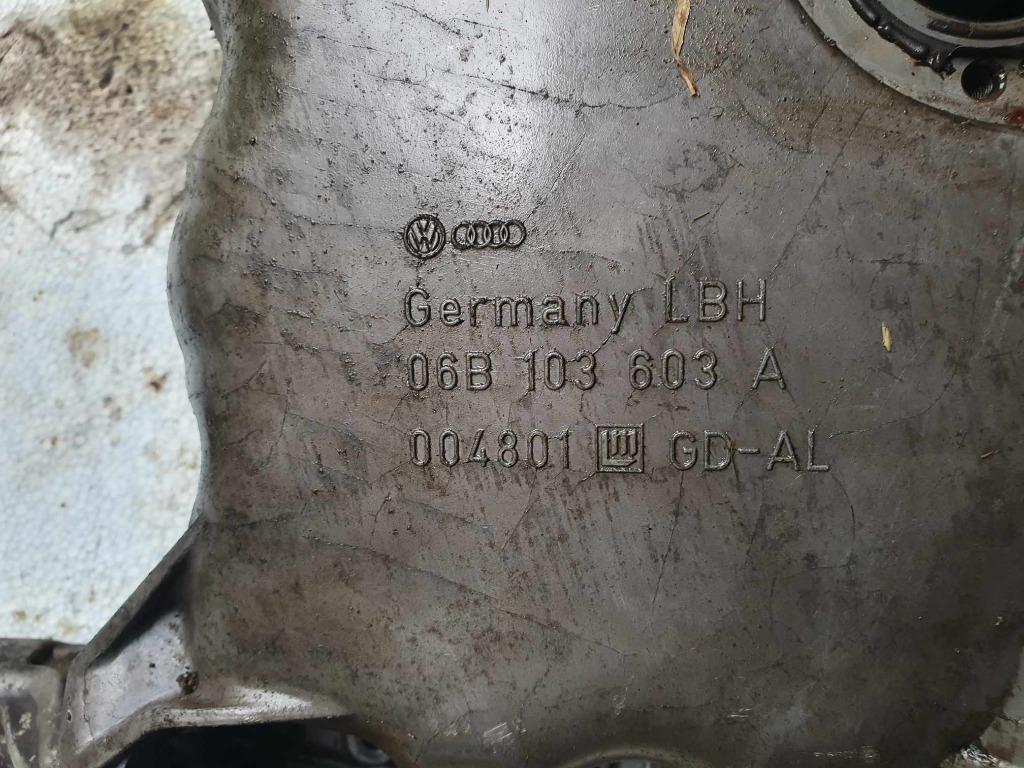 Germany LBH
06B 103 603 A
004801 GD-AL